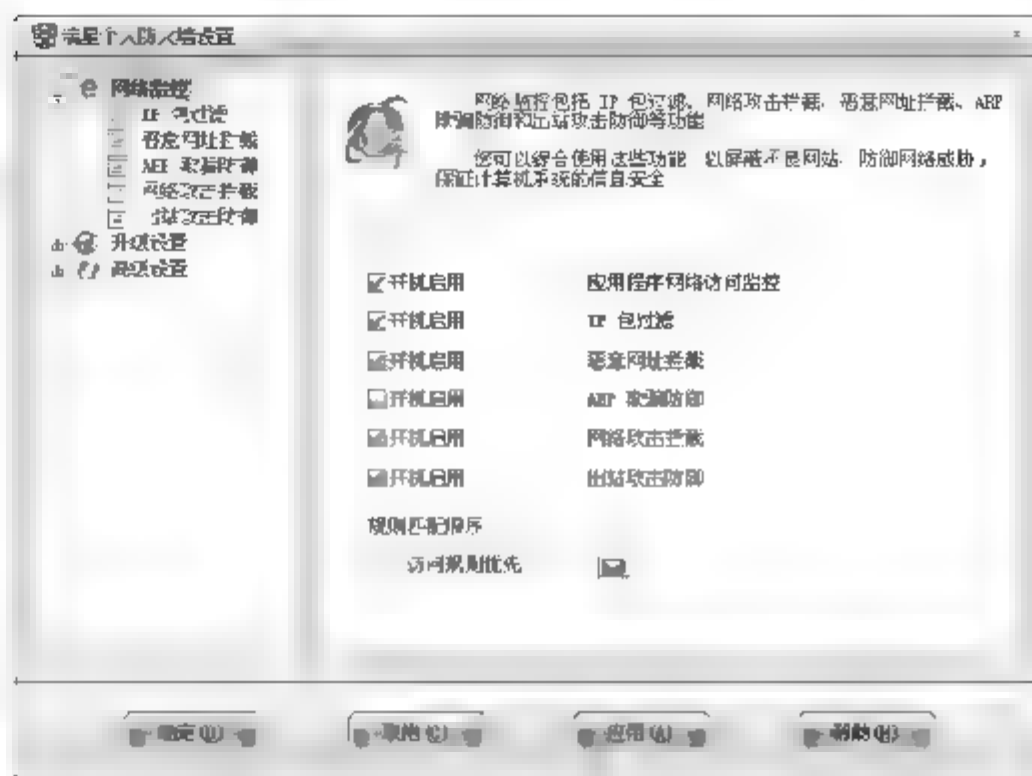 瑞星个人防火墙设置
网络监控
IP 包过滤
恶意网址拦截
ARP 欺骗防御
网络攻击拦截
出站攻击防御
升级设置
高级设置
网络监控包括 IP 包过滤、网络攻击拦截、恶意网址拦截、ARP
欺骗防御和出站攻击防御等功能
您可以综合使用这些功能 以屏蔽不良网站、防御网络威胁,
保证计算机系统的信息安全
开机启用 应用程序网络访问监控
开机启用 IP 包过滤
开机启用 恶意网址拦截
开机启用 ARP 欺骗防御
开机启用 网络攻击拦截
开机启用 出站攻击防御
规则匹配顺序
访问规则优先
确定(O) 取消(C) 应用(A) 帮助(H)